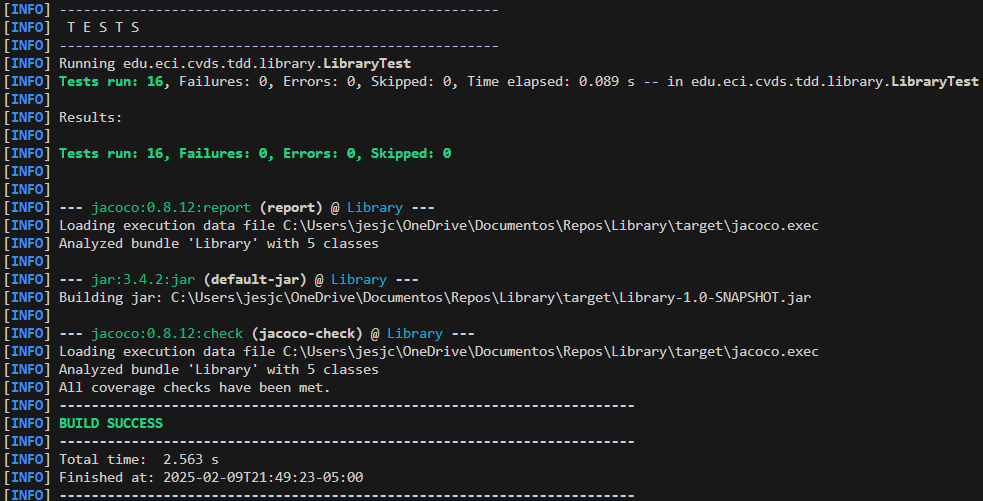 [INFO] -------------------------------------------------------
[INFO]  T E S T S
[INFO] -------------------------------------------------------
[INFO] Running edu.eci.cvds.tdd.library.LibraryTest
[INFO] Tests run: 16, Failures: 0, Errors: 0, Skipped: 0, Time elapsed: 0.089 s -- in edu.eci.cvds.tdd.library.LibraryTest
[INFO]
[INFO] Results:
[INFO]
[INFO] Tests run: 16, Failures: 0, Errors: 0, Skipped: 0
[INFO]
[INFO]
[INFO] --- jacoco:0.8.12:report (report) @ Library ---
[INFO] Loading execution data file C:\Users\jesjc\OneDrive\Documentos\Repos\Library\target\jacoco.exec
[INFO] Analyzed bundle 'Library' with 5 classes
[INFO]
[INFO] --- jar:3.4.2:jar (default-jar) @ Library ---
[INFO] Building jar: C:\Users\jesjc\OneDrive\Documentos\Repos\Library\target\Library-1.0-SNAPSHOT.jar
[INFO]
[INFO] --- jacoco:0.8.12:check (jacoco-check) @ Library ---
[INFO] Loading execution data file C:\Users\jesjc\OneDrive\Documentos\Repos\Library\target\jacoco.exec
[INFO] Analyzed bundle 'Library' with 5 classes
[INFO] All coverage checks have been met.
[INFO] ------------------------------------------------------------------------
[INFO] BUILD SUCCESS
[INFO] ------------------------------------------------------------------------
[INFO] Total time:  2.563 s
[INFO] Finished at: 2025-02-09T21:49:23-05:00
[INFO] ------------------------------------------------------------------------